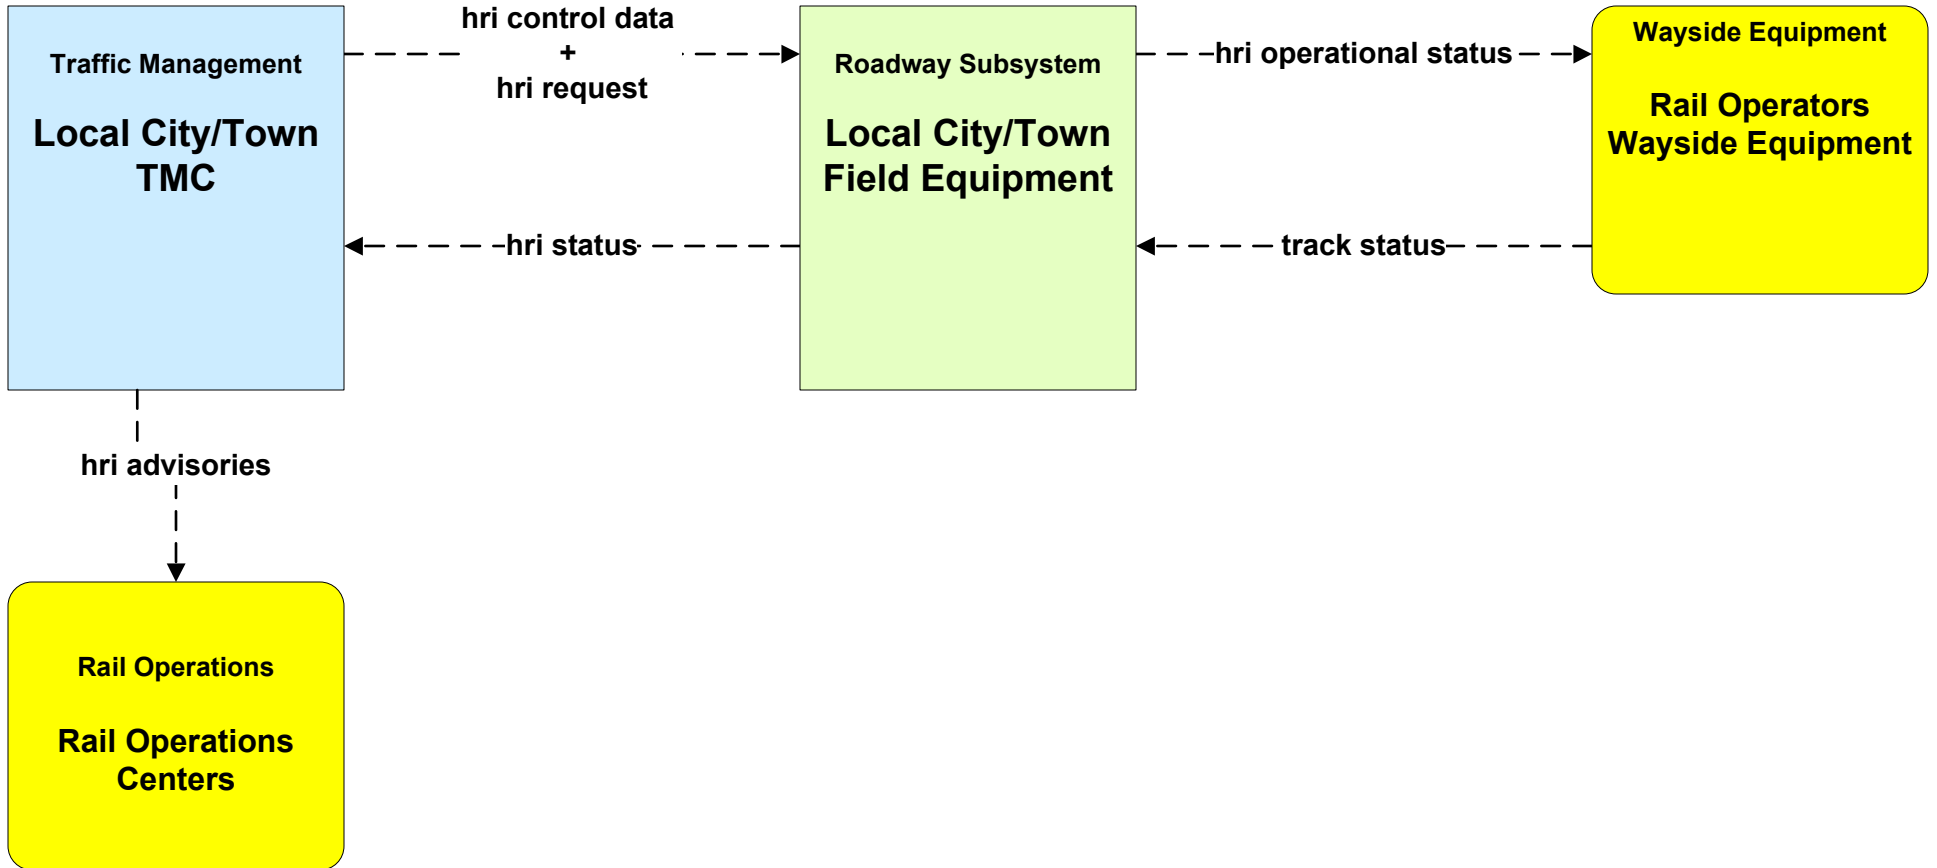 Traffic Management
Local City/Town
TMC
hri control data
+
hri request
Roadway Subsystem
Local City/Town
Field Equipment
hri operational status
Wayside Equipment
Rail Operators
Wayside Equipment
hri status
track status
hri advisories
Rail Operations
Rail Operations
Centers